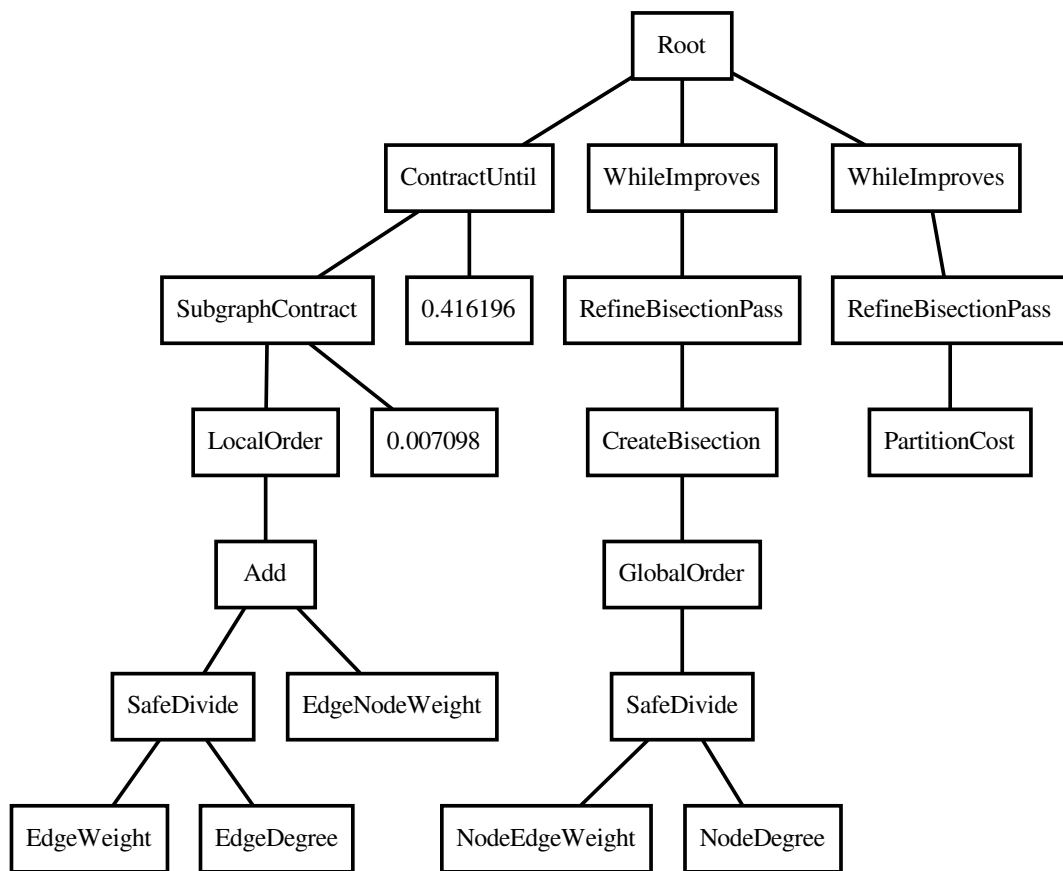 Root
ContractUntil
WhileImproves
WhileImproves
SubgraphContract
0.416196
RefineBisectionPass
RefineBisectionPass
LocalOrder
0.007098
CreateBisection
PartitionCost
Add
GlobalOrder
SafeDivide
EdgeNodeWeight
SafeDivide
EdgeWeight
EdgeDegree
NodeEdgeWeight
NodeDegree